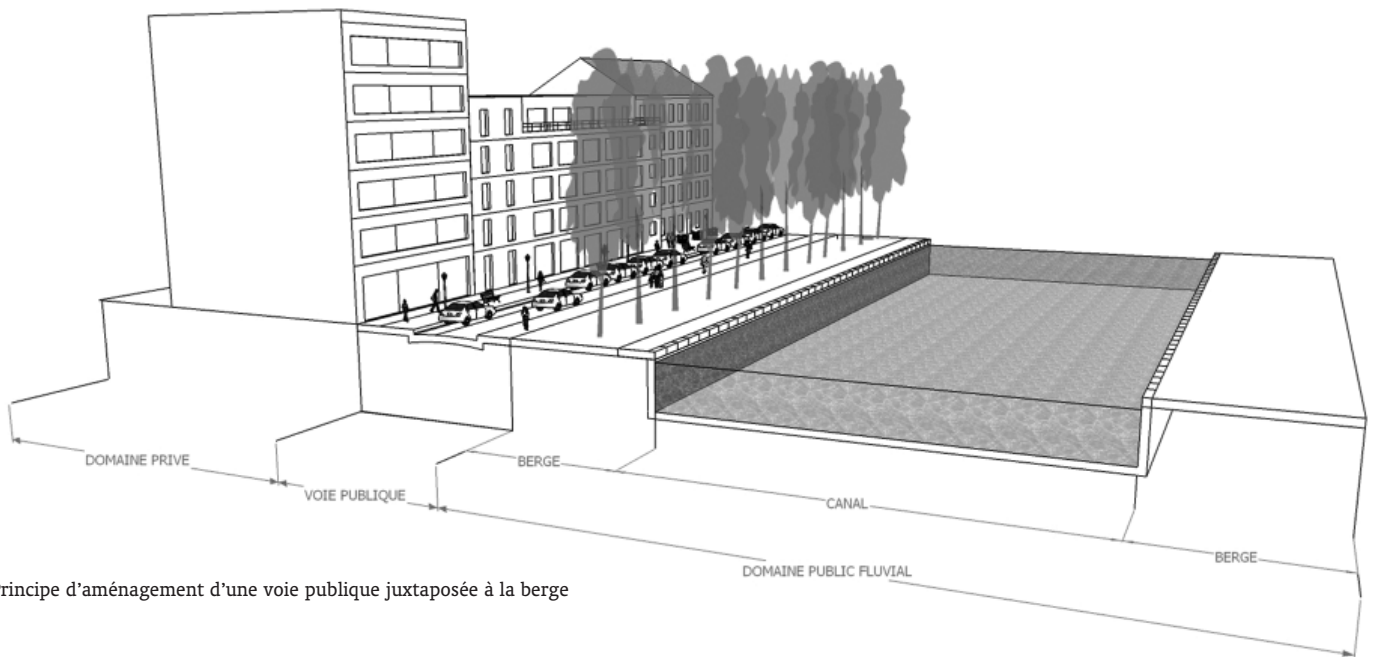 DOMAINE PRIVE
VOIE PUBLIQUE
BERGE
CANAL
BERGE
DOMAINE PUBLIC FLUVIAL
rincipe d’aménagement d’une voie publique juxtaposée à la berge